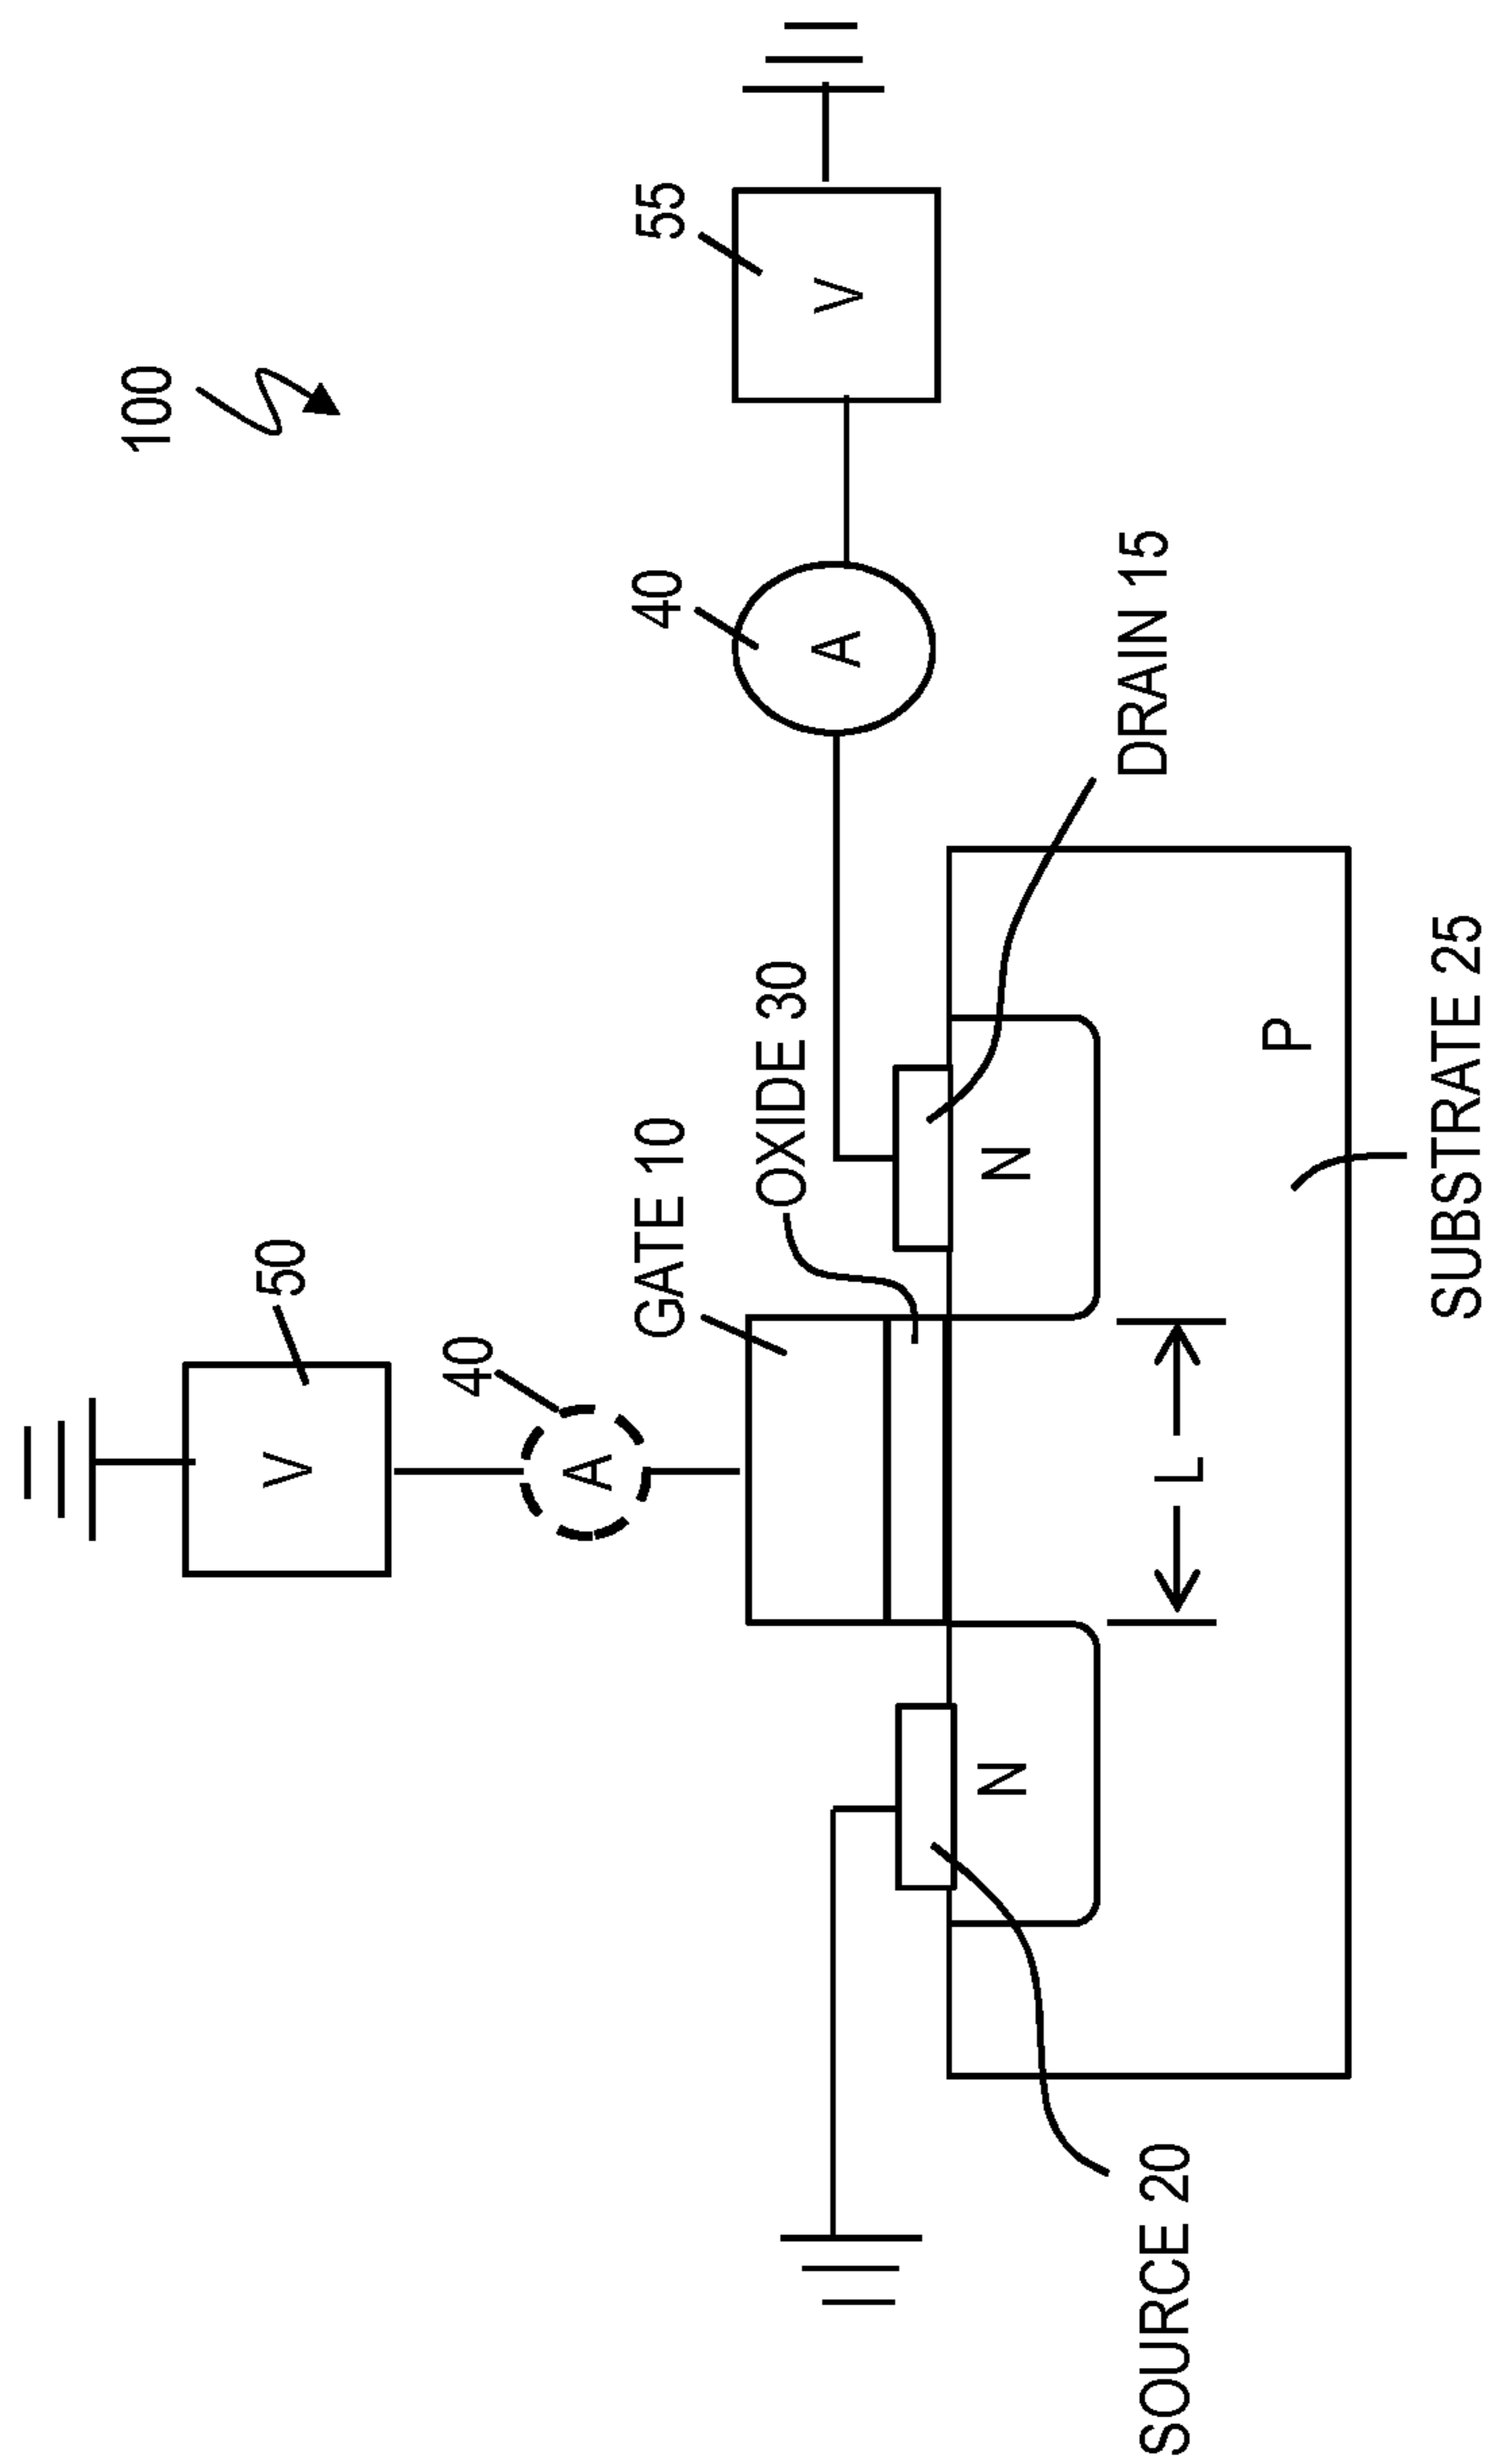 100
50
V
40
A
GATE 10
40
A
55
V
OXIDE 30
N
N
DRAIN 15
L
P
SOURCE 20
SUBSTRATE 25